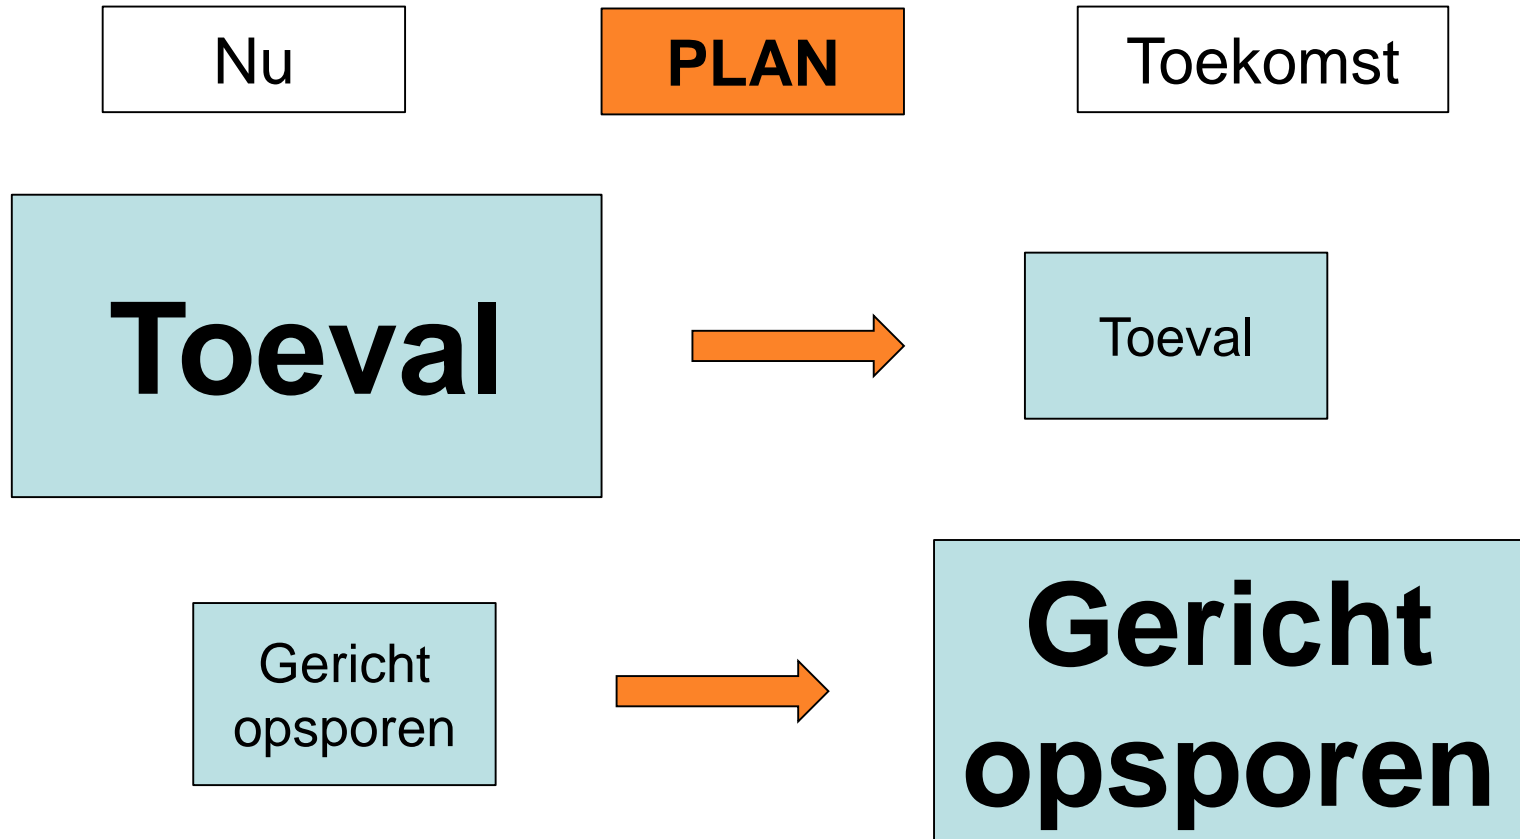 Nu
PLAN
Toekomst
Toeval
Toeval
Gericht
opsporen
Gericht
opsporen